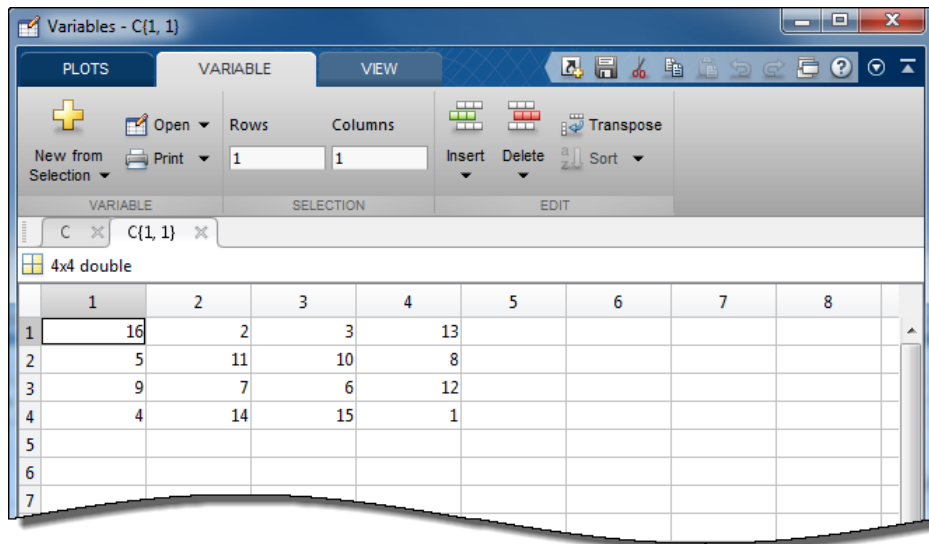 Variables - C{1, 1}
PLOTS VARIABLE VIEW
New from Selection
Open
Print
Rows Columns
1 1
Insert Delete
Transpose
Sort
VARIABLE SELECTION EDIT
C C{1, 1}
4x4 double
1 2 3 4 5 6 7 8
1 16 2 3 13
2 5 11 10 8
3 9 7 6 12
4 4 14 15 1
5
6
7